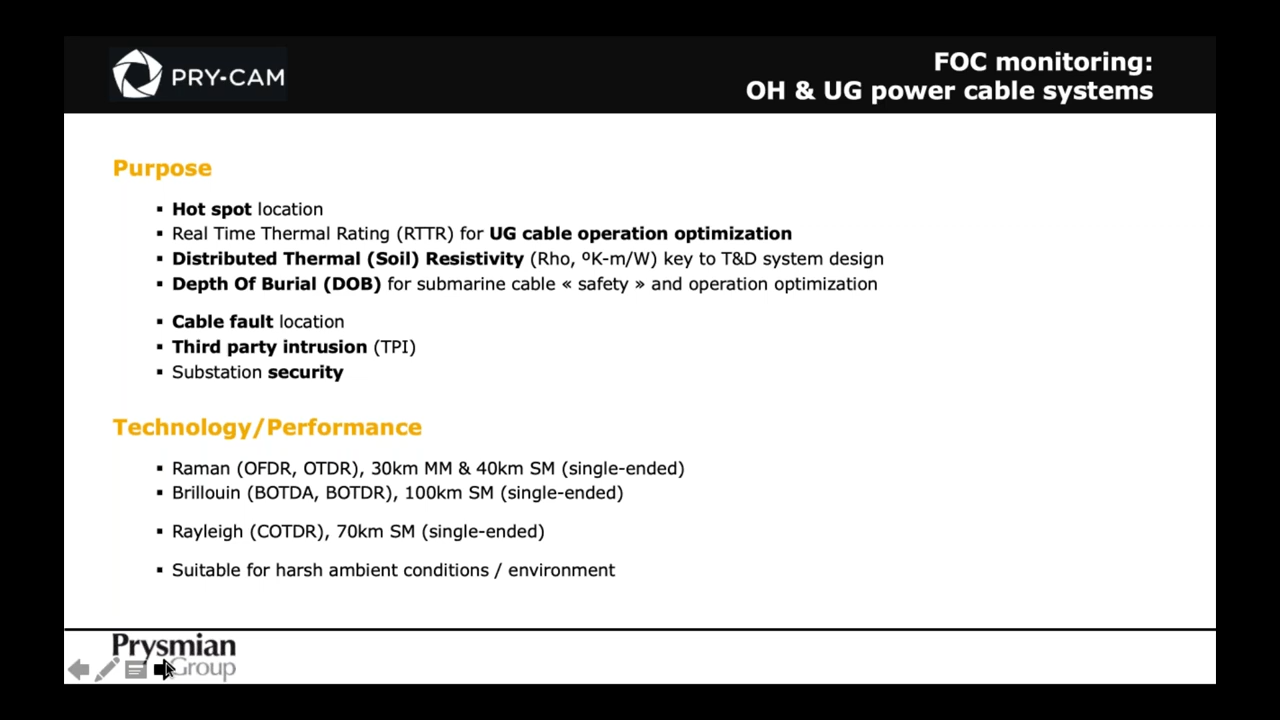 PRY-CAM
FOC monitoring:
OH & UG power cable systems
Purpose
▪ Hot spot location
▪ Real Time Thermal Rating (RTTR) for UG cable operation optimization
▪ Distributed Thermal (Soil) Resistivity (Rho, ºK-m/W) key to T&D system design
▪ Depth Of Burial (DOB) for submarine cable « safety » and operation optimization
▪ Cable fault location
▪ Third party intrusion (TPI)
▪ Substation security
Technology/Performance
▪ Raman (OFDR, OTDR), 30km MM & 40km SM (single-ended)
▪ Brillouin (BOTDA, BOTDR), 100km SM (single-ended)
▪ Rayleigh (COTDR), 70km SM (single-ended)
▪ Suitable for harsh ambient conditions / environment
Prysmian
Group